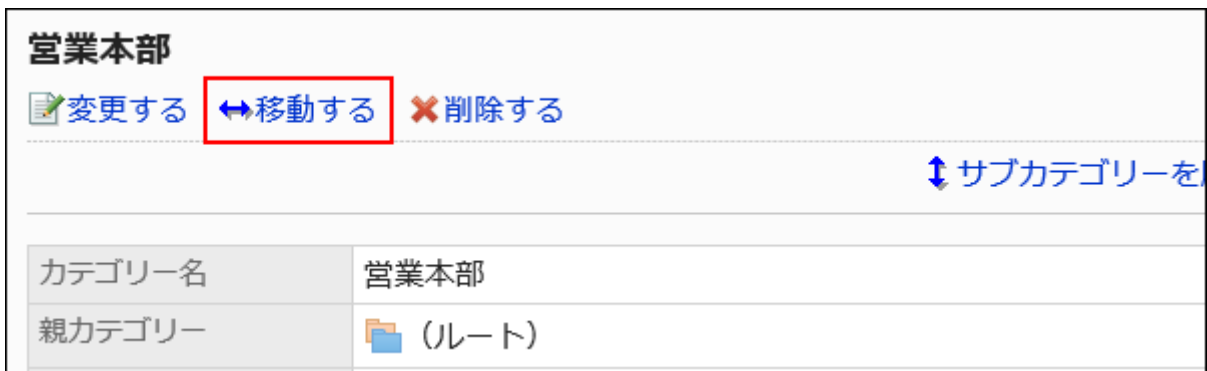 営業本部
変更する 移動する 削除する
サブカテゴリーを
カテゴリー名 営業本部
親カテゴリー (ルート)